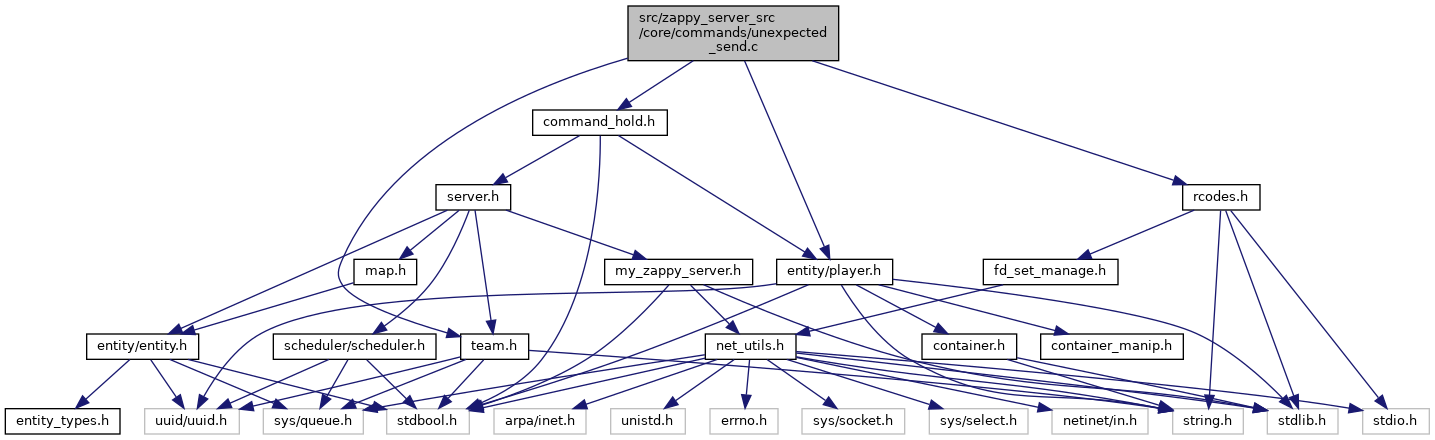 src/zappy_server_src
/core/commands/unexpected
_send.c
command_hold.h
server.h
rcodes.h
map.h
my_zappy_server.h
entity/player.h
fd_set_manage.h
entity/entity.h
scheduler/scheduler.h
team.h
net_utils.h
container.h
container_manip.h
entity_types.h
uuid/uuid.h
sys/queue.h
stdbool.h
arpa/inet.h
unistd.h
errno.h
sys/socket.h
sys/select.h
netinet/in.h
string.h
stdlib.h
stdio.h